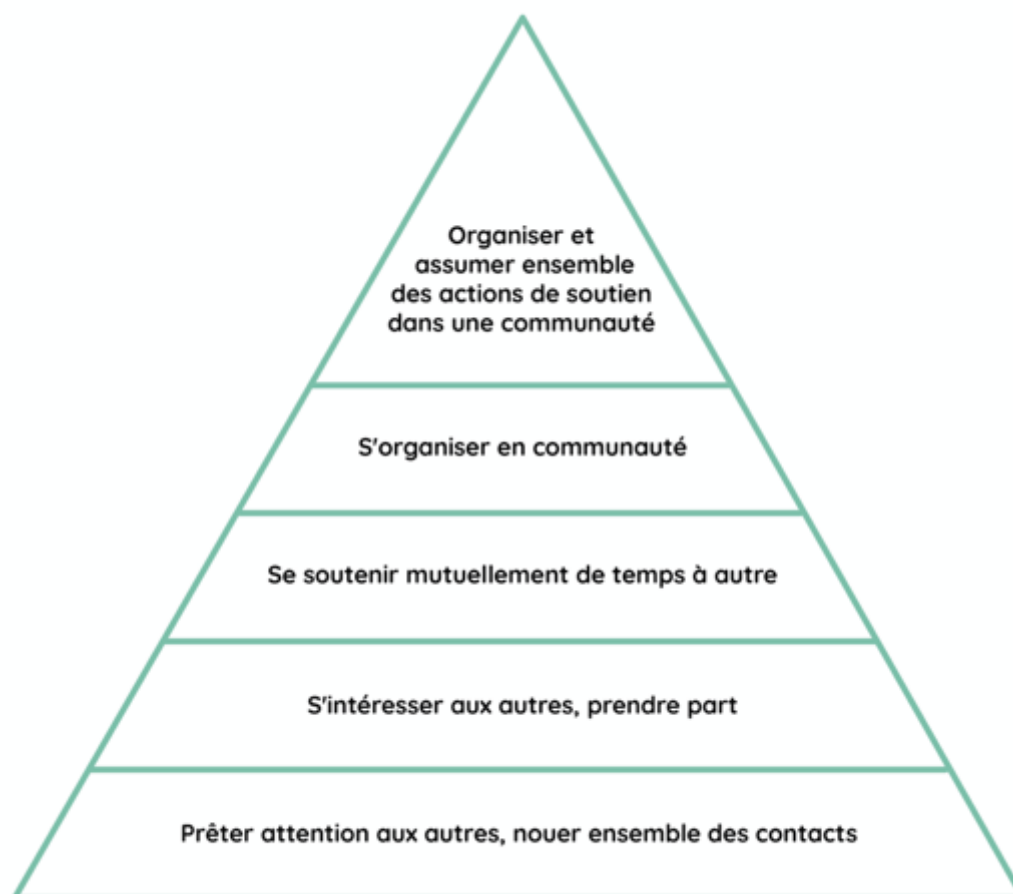 Organiser et
assumer ensemble
des actions de soutien
dans une communauté
S'organiser en communauté
Se soutenir mutuellement de temps à autre
S'intéresser aux autres, prendre part
Prêter attention aux autres, nouer ensemble des contacts